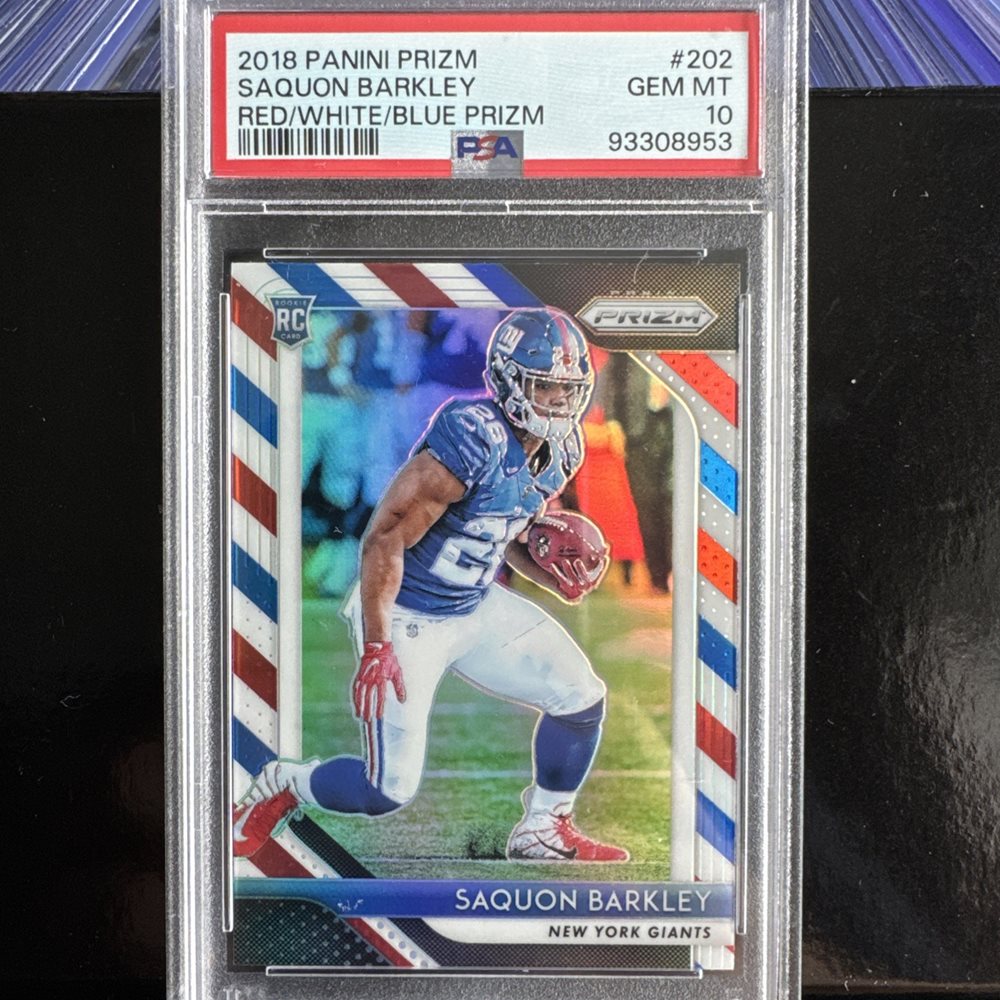 2018 PANINI PRIZM #202
SAQUON BARKLEY GEM MT
RED/WHITE/BLUE PRIZM 10
PSA 93308953
PANINI
PRIZM
ROOKIE
RC
CARD
SAQUON BARKLEY
NEW YORK GIANTS